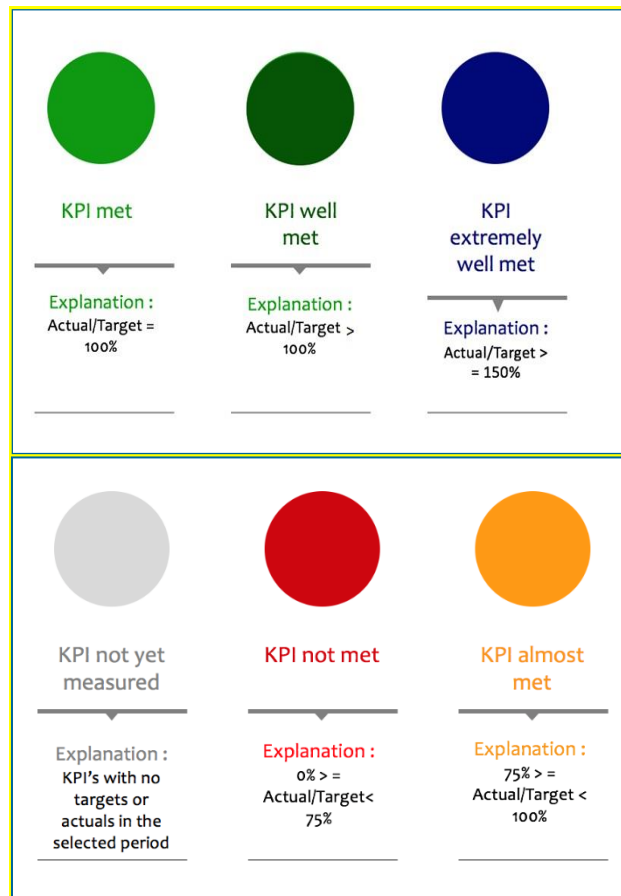 KPI met
Explanation :
Actual/Target =
100%
KPI well
met
Explanation :
Actual/Target >
100%
KPI
extremely
well met
Explanation :
Actual/Target >
= 150%
KPI not yet
measured
Explanation :
KPI's with no
targets or
actuals in the
selected period
KPI not met
Explanation :
0% > =
Actual/Target<
75%
KPI almost
met
Explanation :
75% > =
Actual/Target <
100%